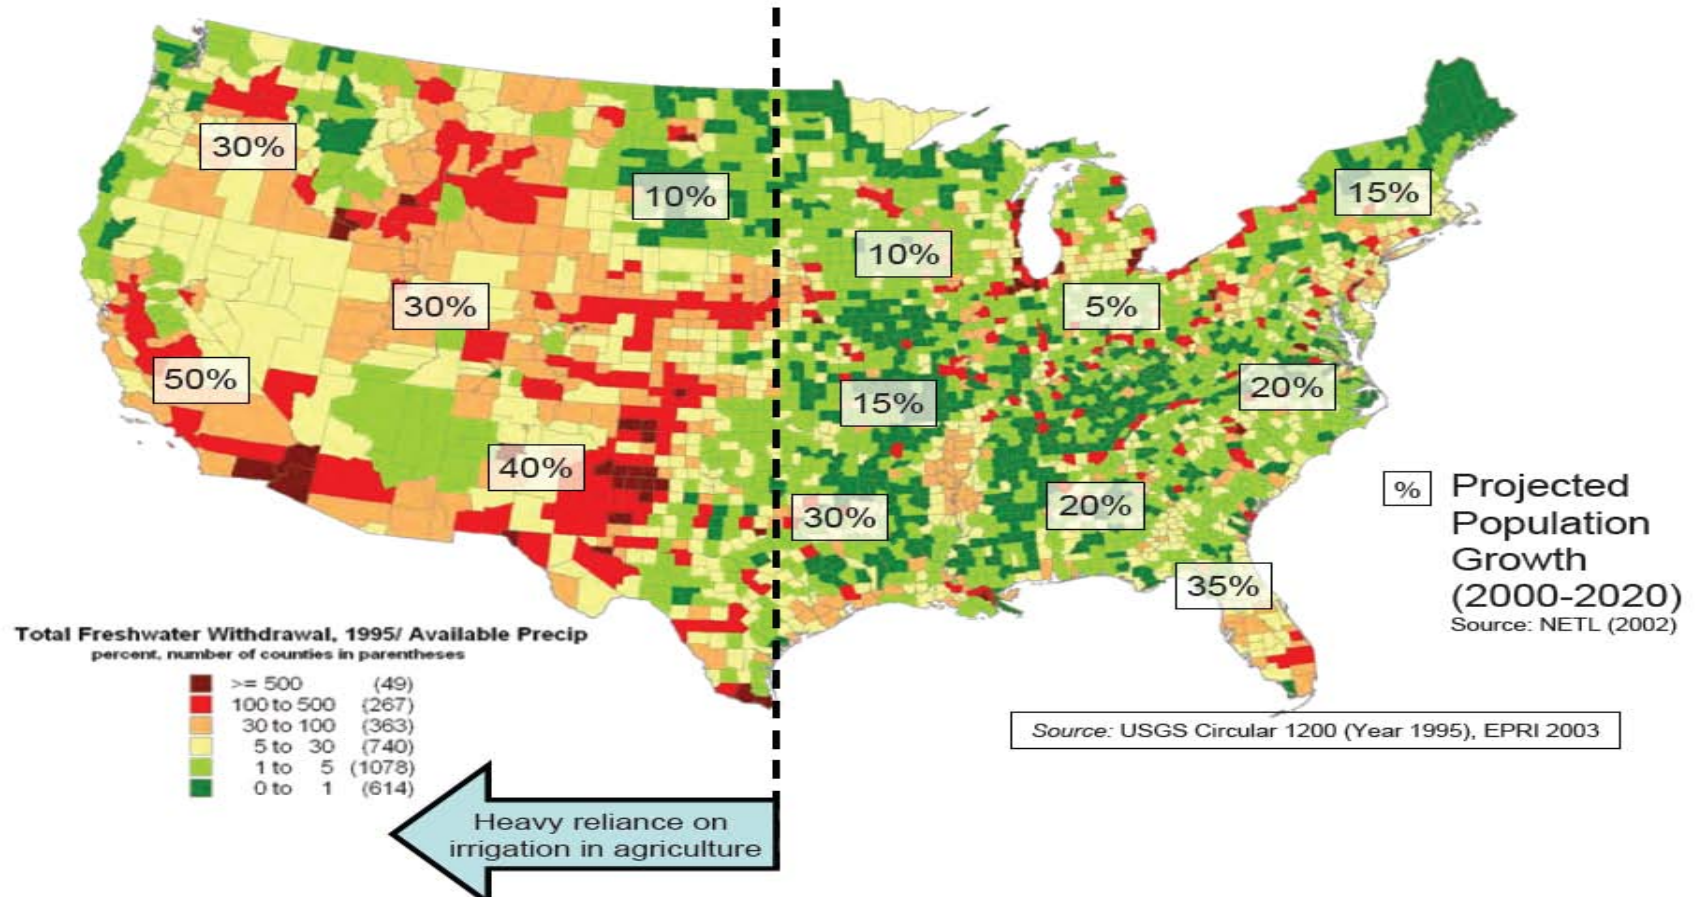 30%
10%
15%
10%
30%
5%
50%
15%
20%
40%
30%
20%
35%
% Projected
Population
Growth
(2000-2020)
Source: NETL (2002)
Total Freshwater Withdrawal, 1995/ Available Precip
percent, number of counties in parentheses
>= 500 (49)
100 to 500 (267)
30 to 100 (363)
5 to 30 (740)
1 to 5 (1078)
0 to 1 (614)
Source: USGS Circular 1200 (Year 1995), EPRI 2003
Heavy reliance on
irrigation in agriculture